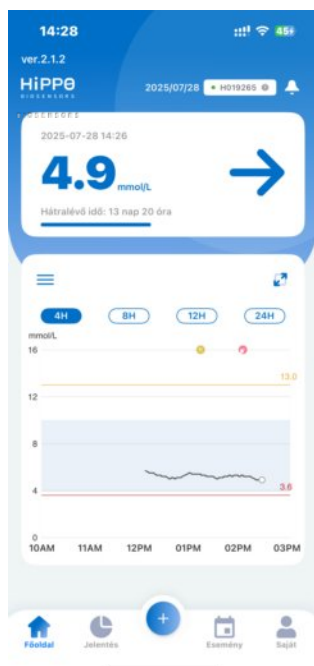 14:28
45
ver.2.1.2
HiPPO
BIOSENSORS
2025/07/28
H019265
2025-07-28 14:26
4.9 mmol/L
Hátralévő idő: 13 nap 20 óra
4H 8H 12H 24H
mmol/L
16
13.0
12
8
4
3.6
0
10AM 11AM 12PM 01PM 02PM 03PM
Főoldal Jelentés + Esemény Saját